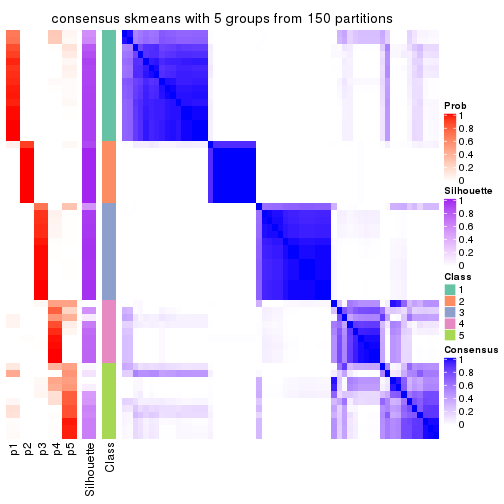 consensus skmeans with 5 groups from 150 partitions
Prob
1
0.8
0.6
0.4
0.2
0
Silhouette
1
0.8
0.6
0.4
0.2
0
Class
1
2
3
4
5
Consensus
1
0.8
0.6
0.4
0.2
0
p1
p2
p3
p4
p5
Silhouette
Class